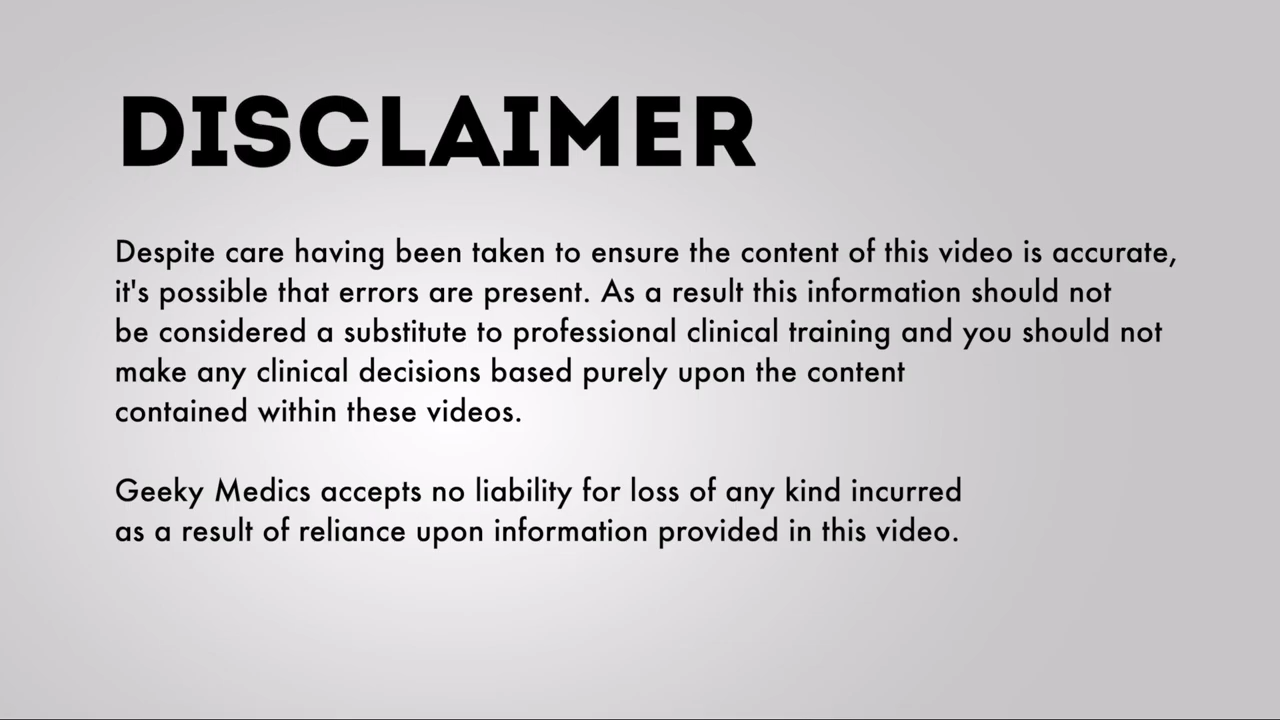 DISCLAIMER
Despite care having been taken to ensure the content of this video is accurate,
it's possible that errors are present. As a result this information should not
be considered a substitute to professional clinical training and you should not
make any clinical decisions based purely upon the content
contained within these videos.
Geeky Medics accepts no liability for loss of any kind incurred
as a result of reliance upon information provided in this video.